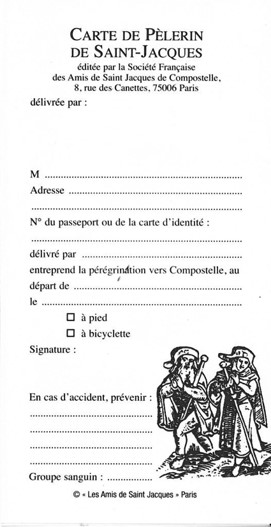 CARTE DE PÈLERIN
DE SAINT-JACQUES
éditée par la Société Française
des Amis de Saint Jacques de Compostelle,
8, rue des Canettes, 75006 Paris
délivrée par :
M ................................................................
Adresse ......................................................
................................................................
N° du passeport ou de la carte d'identité :
................................................................
délivré par ..................................................
entreprend la pérégrination vers Compostelle, au
départ de ....................................................
le ................................................................
☐ à pied
☐ à bicyclette
Signature :
En cas d'accident, prévenir :
........................................
........................................
........................................
........................................
Groupe sanguin : ................
© « Les Amis de Saint Jacques » Paris